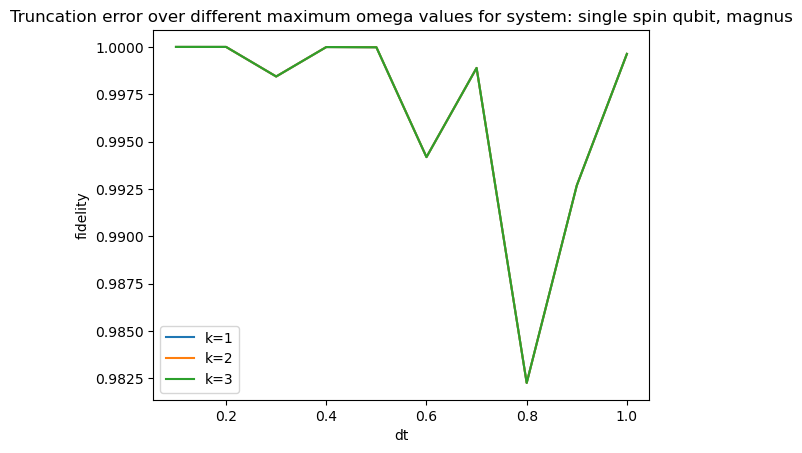 Truncation error over different maximum omega values for system: single spin qubit, magnus
1.0000
0.9975
0.9950
0.9925
0.9900
0.9875
0.9850
0.9825
fidelity
k=1
k=2
k=3
0.2 0.4 0.6 0.8 1.0
dt